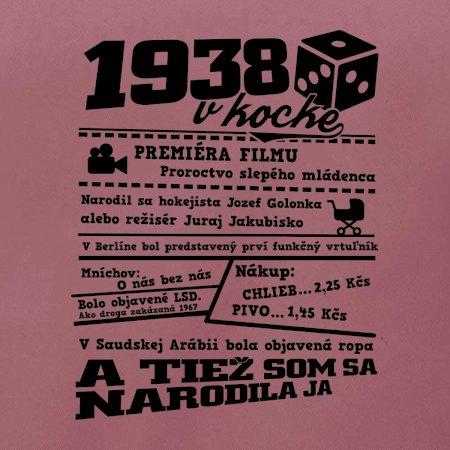 1938
v kocke
PREMIÉRA FILMU
Proroctvo slepého mládenca
Narodil sa hokejista Jozef Golonka
alebo režisér Juraj Jakubisko
V Berlíne bol predstavený prví funkčný vrtuľník
Mníchov:
O nás bez nás
Bolo objavené LSD.
Ako droga zakázaná 1967
Nákup:
CHLIEB... 2,25 Kčs
PIVO... 1,45 Kčs
V Saudskej Arábii bola objavená ropa
A TIEŽ SOM SA
NARODILA JA